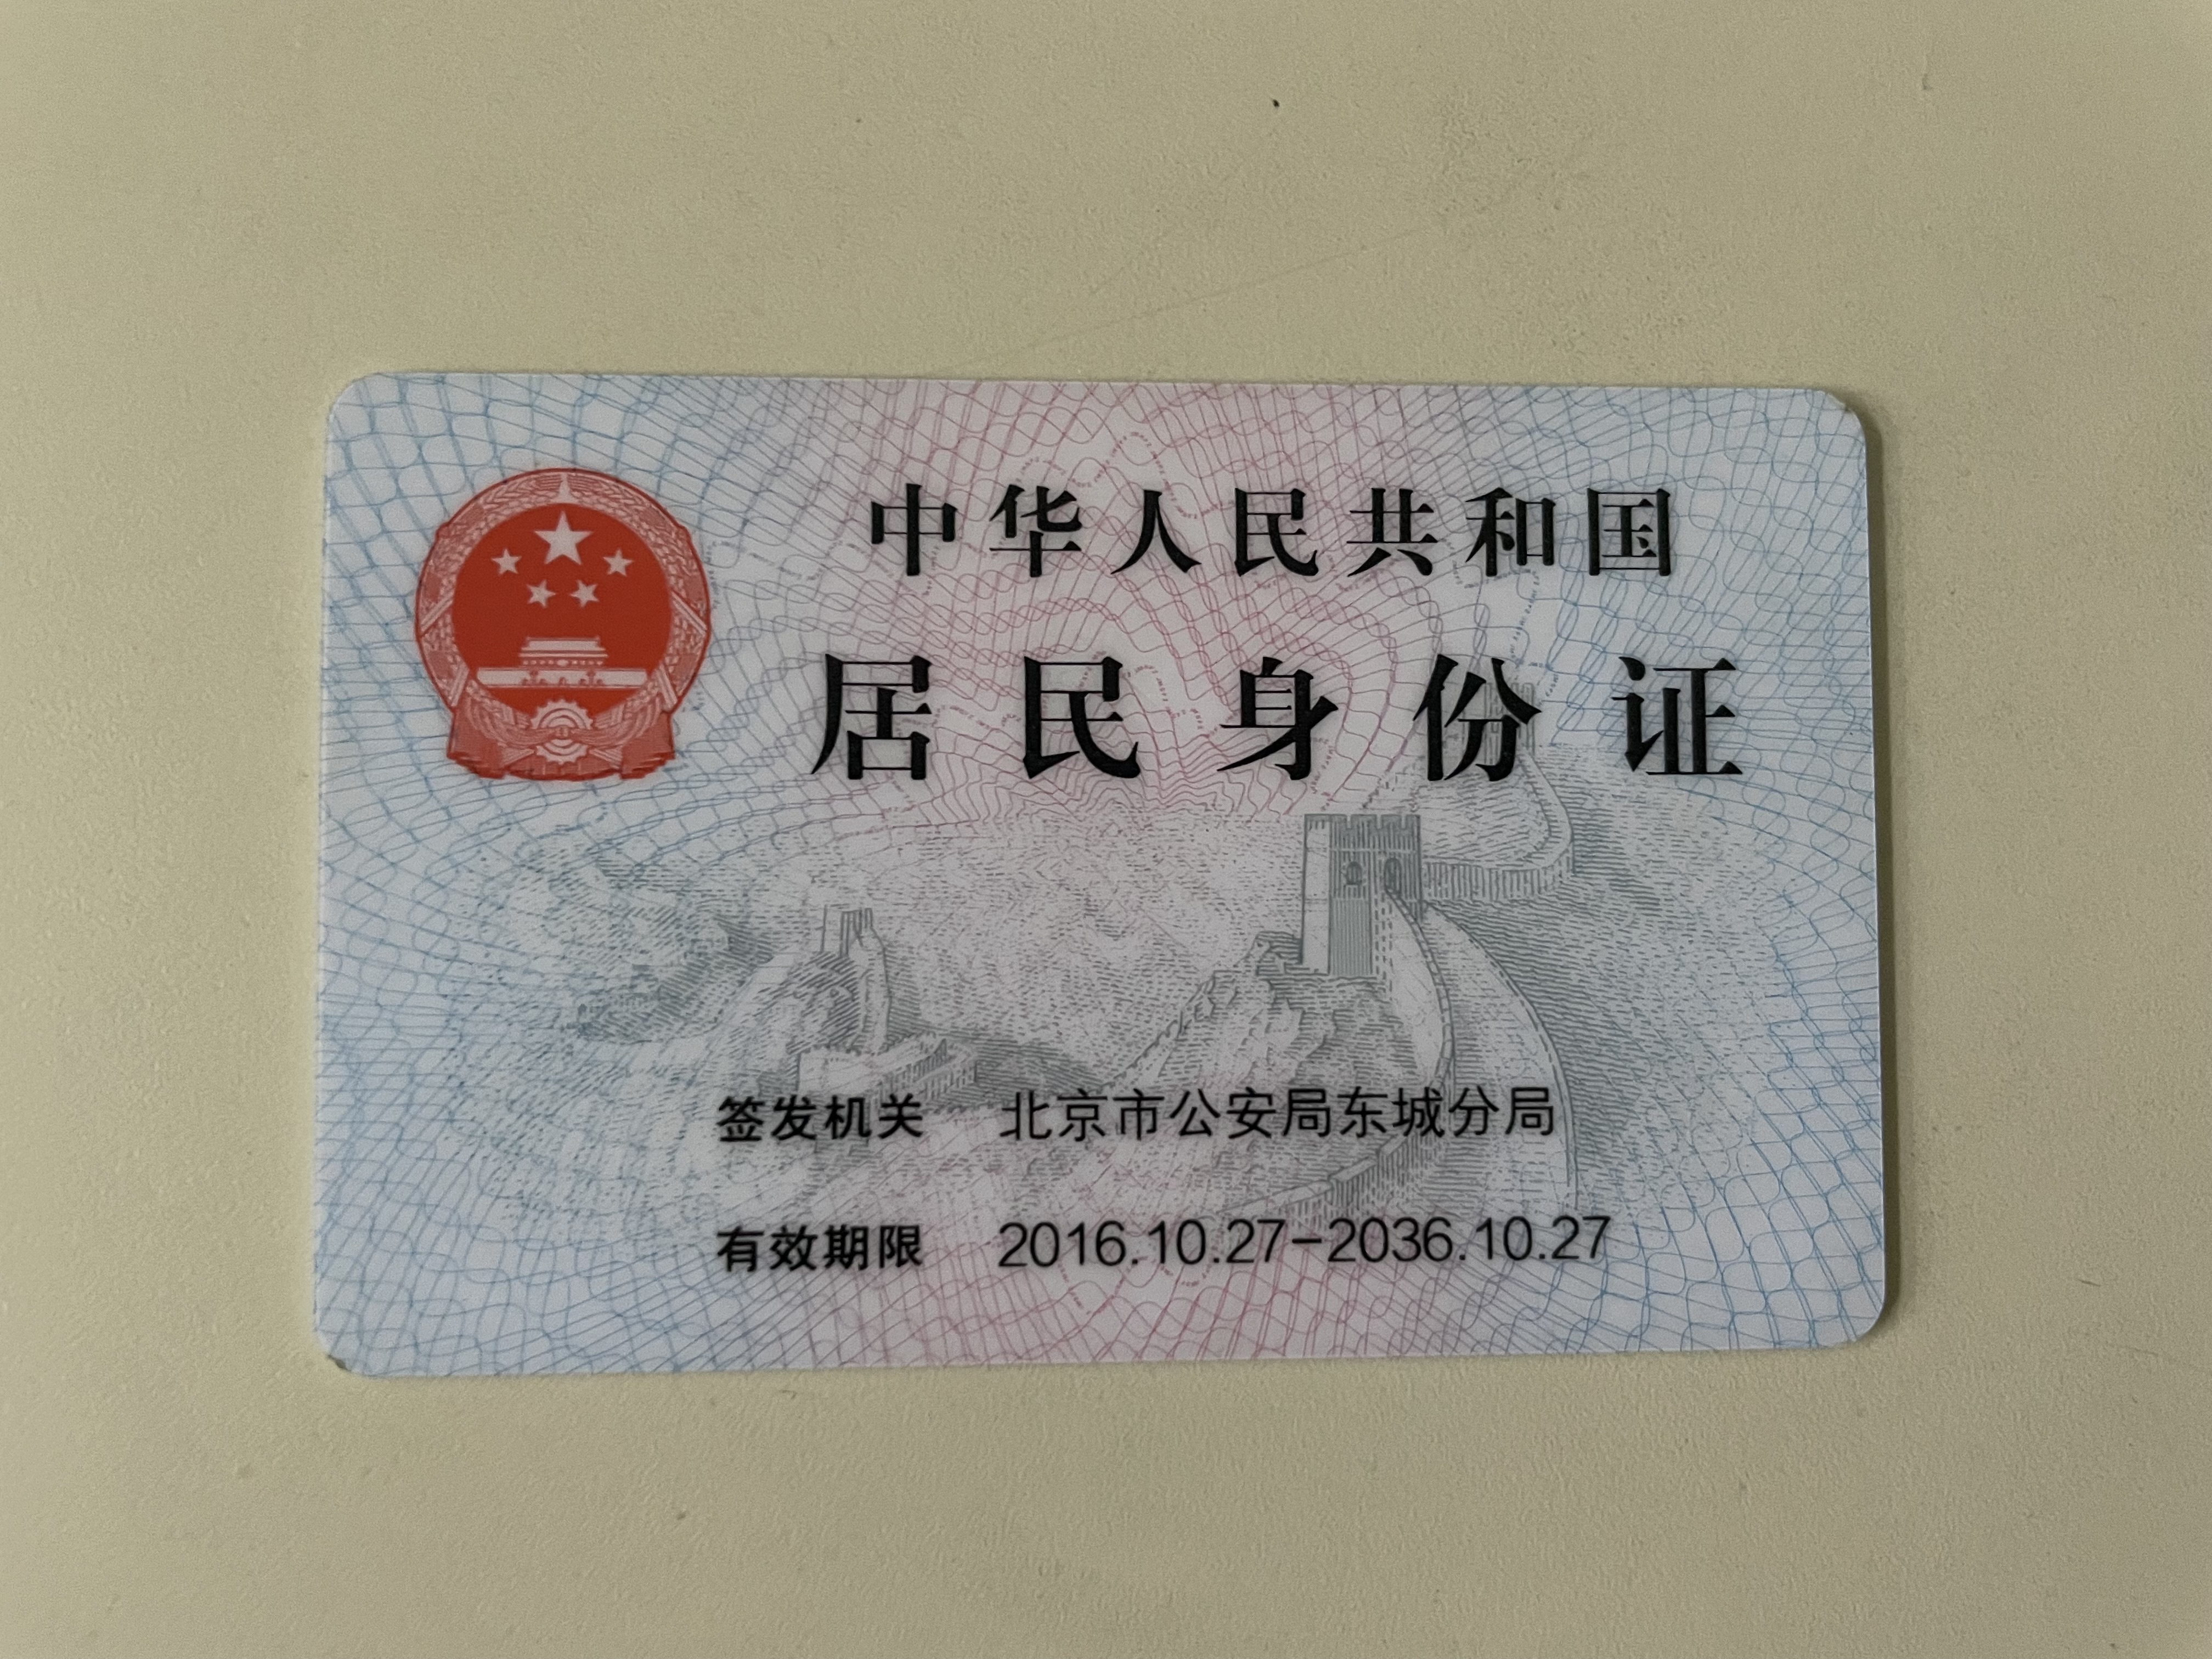 中华人民共和国
居民身份证
签发机关 北京市公安局东城分局
有效期限 2016.10.27-2036.10.27